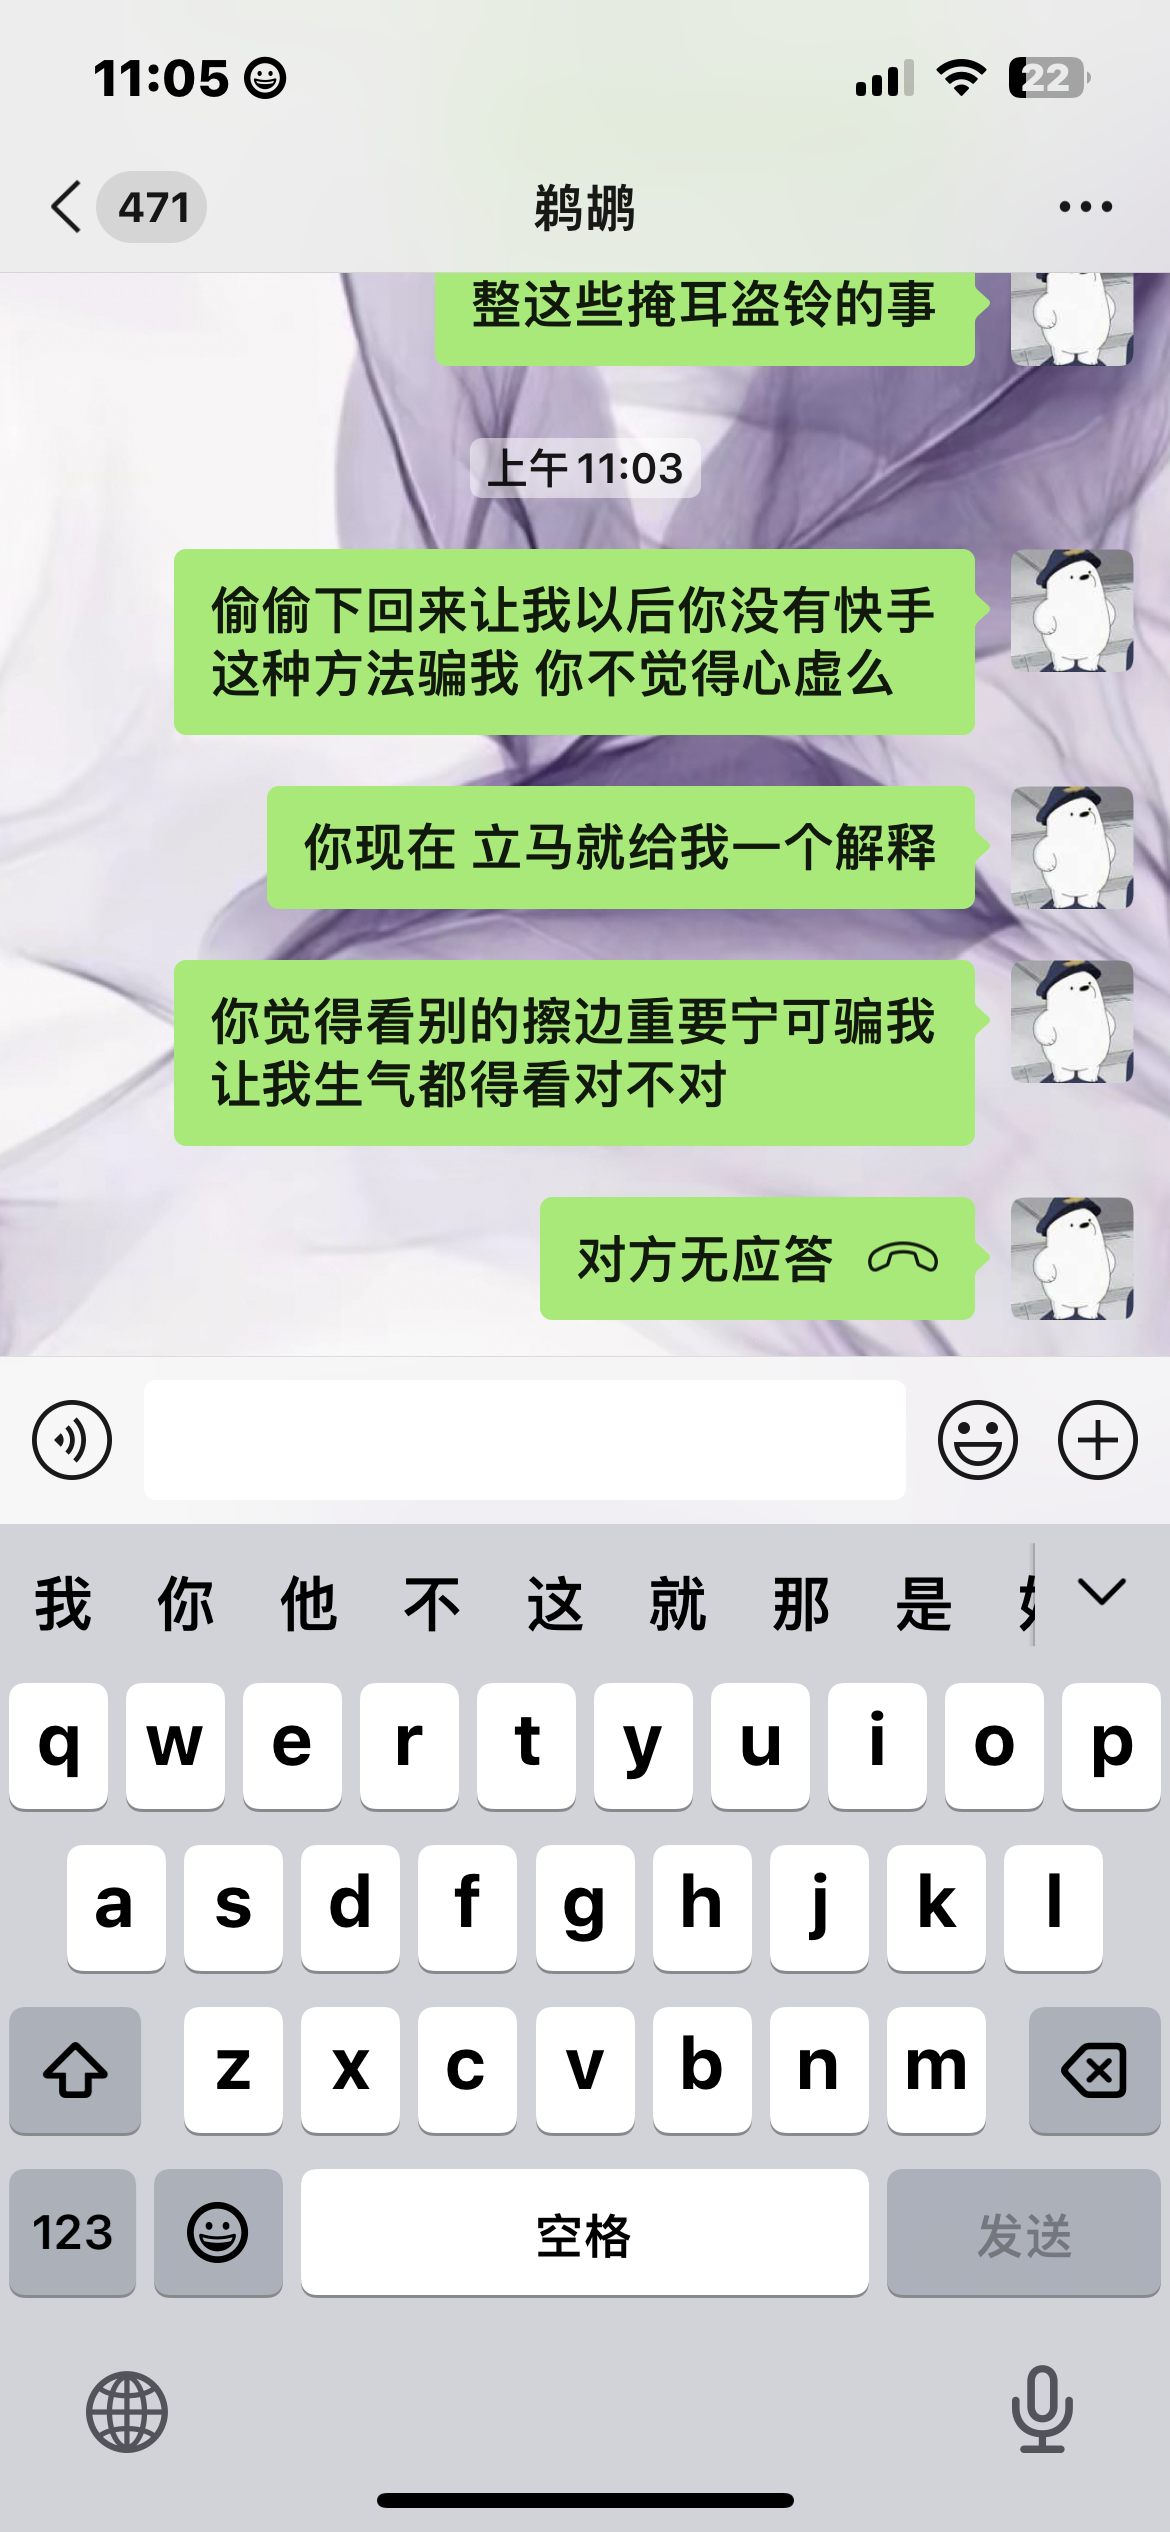 11:05
22
471
鹈鹕
整这些掩耳盗铃的事
上午 11:03
偷偷下回来让我以后你没有快手
这种方法骗我 你不觉得心虚么
你现在 立马就给我一个解释
你觉得看别的擦边重要宁可骗我
让我生气都得看对不对
对方无应答
我 你 他 不 这 就 那 是
q w e r t y u i o p
a s d f g h j k l
z x c v b n m
123 空格 发送